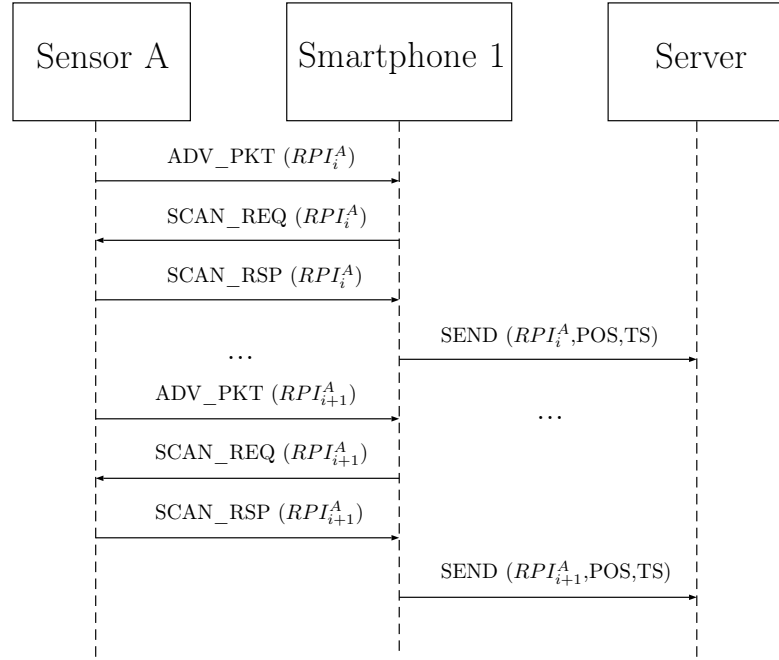 Sensor A
Smartphone 1
Server
ADV_PKT ($RPI_i^A$)
SCAN_REQ ($RPI_i^A$)
SCAN_RSP ($RPI_i^A$)
SEND ($RPI_i^A$,POS,TS)
...
ADV_PKT ($RPI_{i+1}^A$)
...
SCAN_REQ ($RPI_{i+1}^A$)
SCAN_RSP ($RPI_{i+1}^A$)
SEND ($RPI_{i+1}^A$,POS,TS)